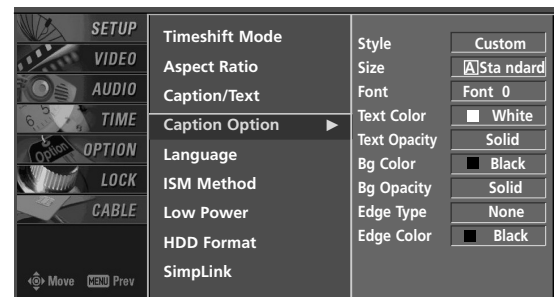 SETUP
VIDEO
AUDIO
TIME
OPTION
LOCK
CABLE
Move MENU Prev
Timeshift Mode
Aspect Ratio
Caption/Text
Caption Option
Language
ISM Method
Low Power
HDD Format
SimpLink
Style Custom
Size A Sta ndard
Font Font 0
Text Color White
Text Opacity Solid
Bg Color Black
Bg Opacity Solid
Edge Type None
Edge Color Black